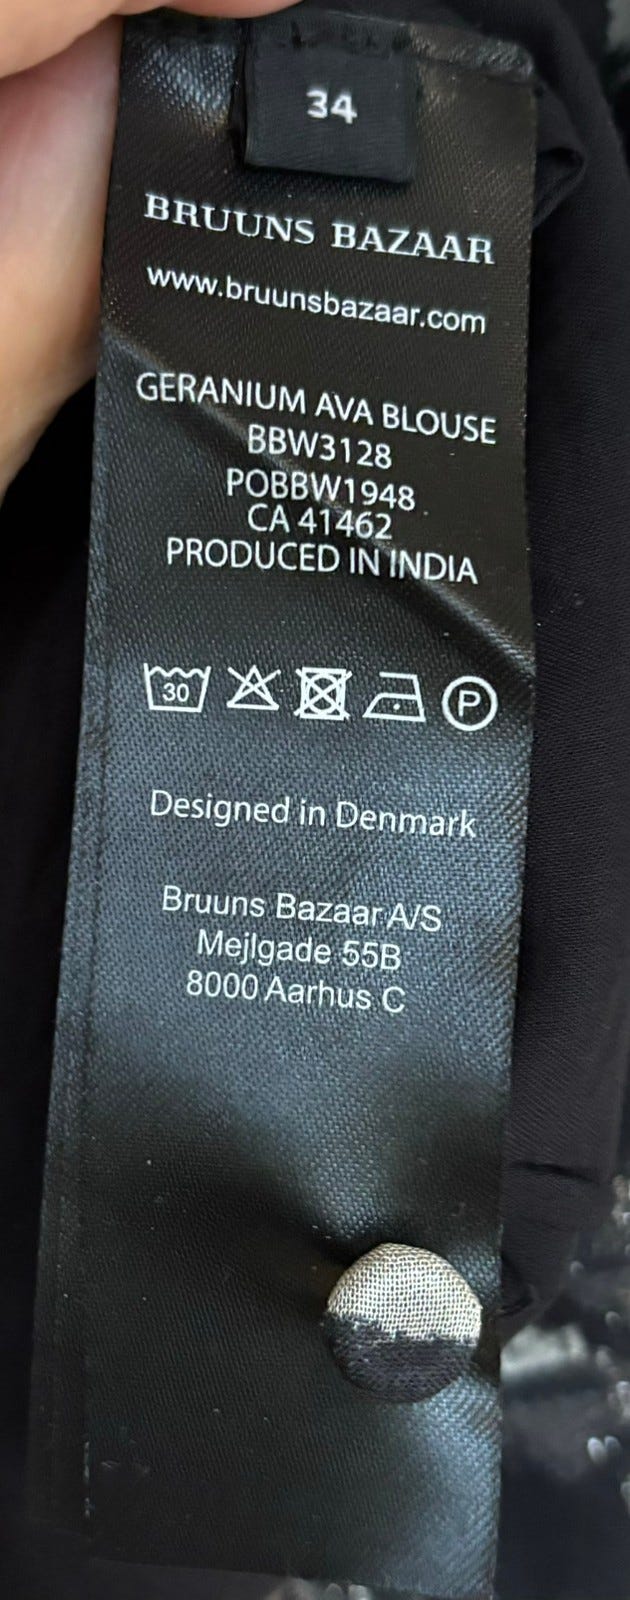 34
BRUUNS BAZAAR
www.bruunsbazaar.com
GERANIUM AVA BLOUSE
BBW3128
POBBW1948
CA 41462
PRODUCED IN INDIA
30 P
Designed in Denmark
Bruuns Bazaar A/S
Mejlgade 55B
8000 Aarhus C